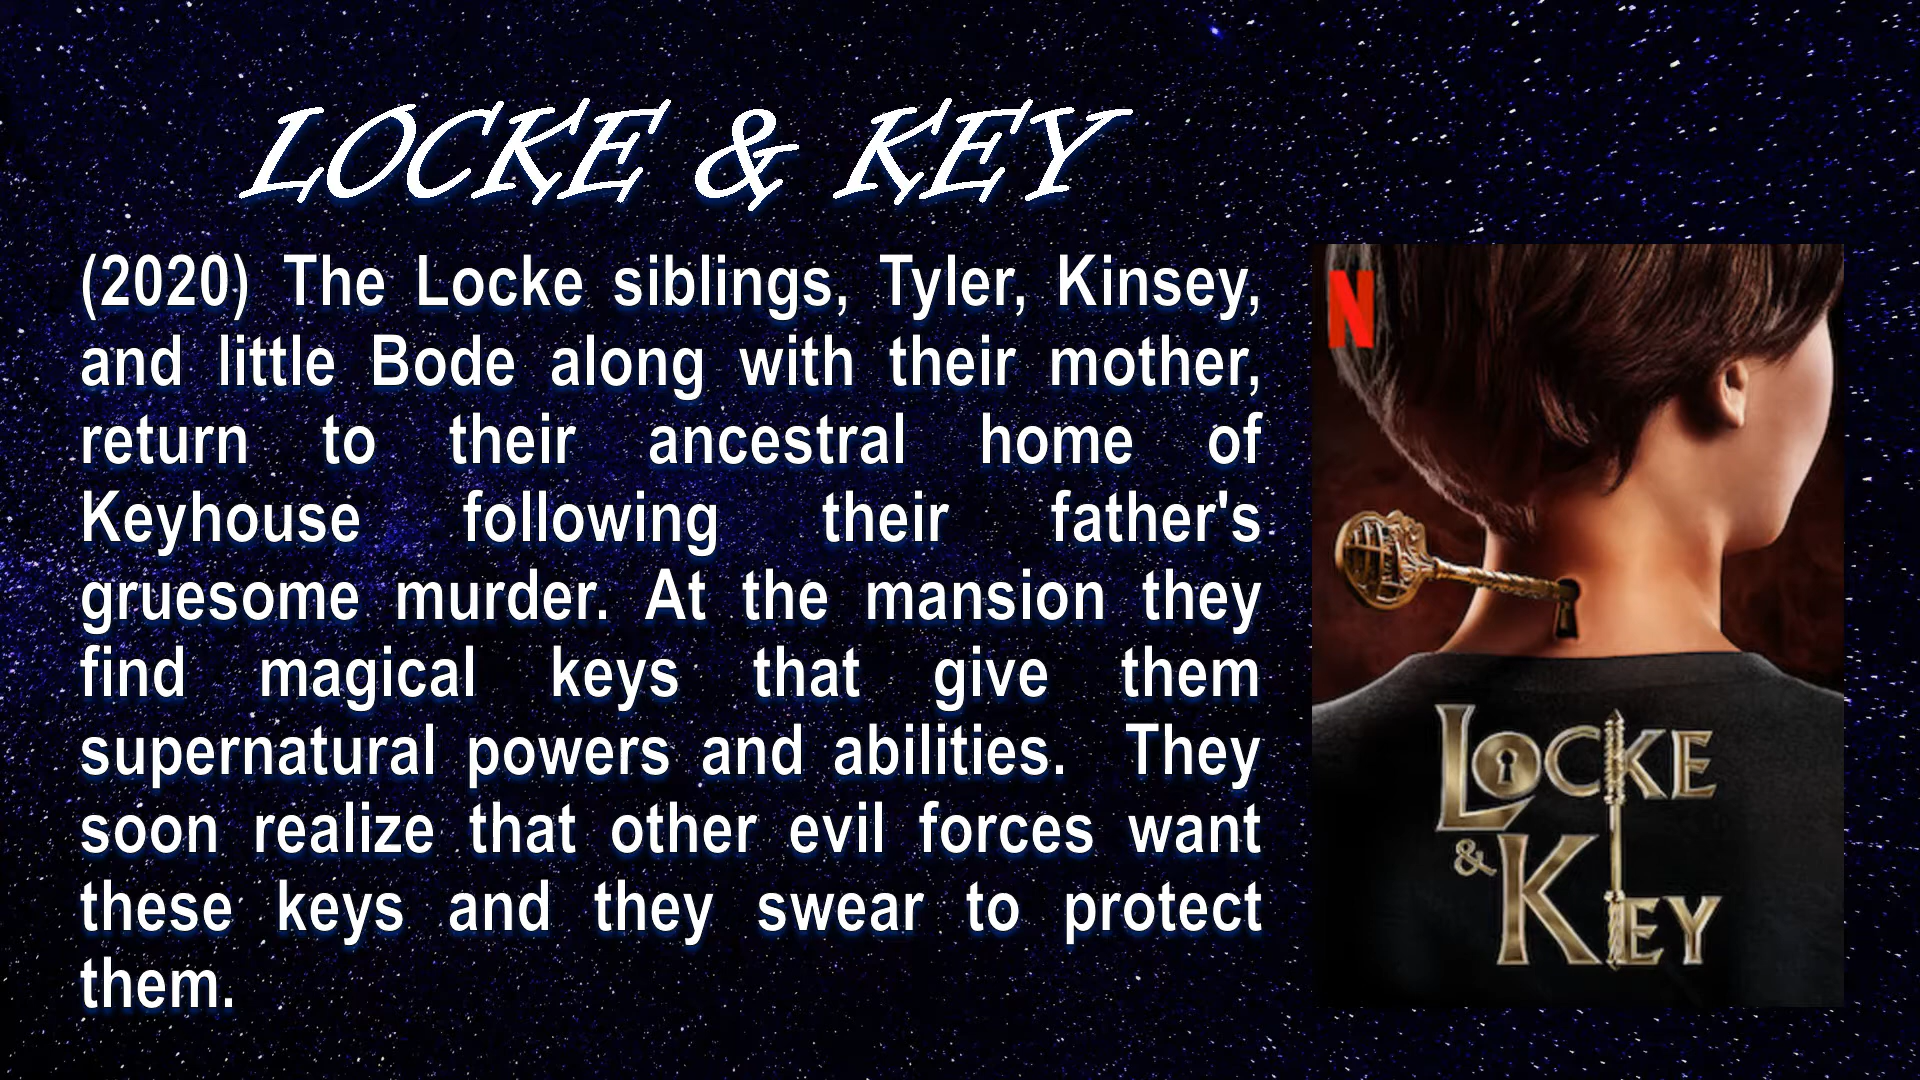 LOCKE & KEY
(2020) The Locke siblings, Tyler, Kinsey,
and little Bode along with their mother,
return to their ancestral home of
Keyhouse following their father's
gruesome murder. At the mansion they
find magical keys that give them
supernatural powers and abilities.  They
soon realize that other evil forces want
these keys and they swear to protect
them.
N
LOCKE
& KEY